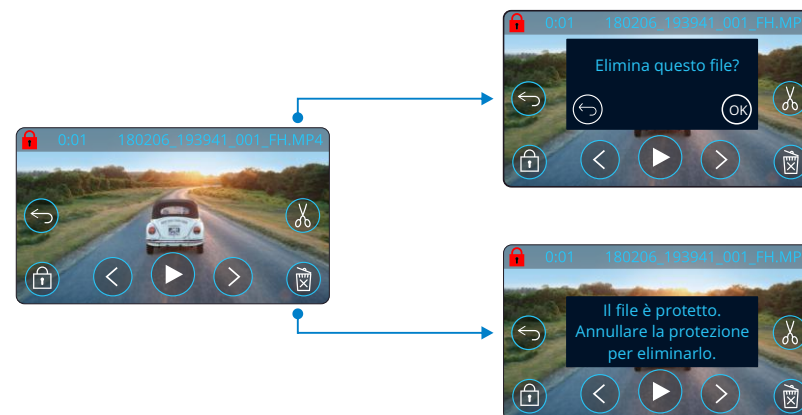 0:01 180206_193941_001_FH.MP4
Elimina questo file?
OK
0:01 180206_193941_001_FH.MP4
0:01 180206_193941_001_FH.MP
Il file è protetto.
Annullare la protezione
per eliminarlo.